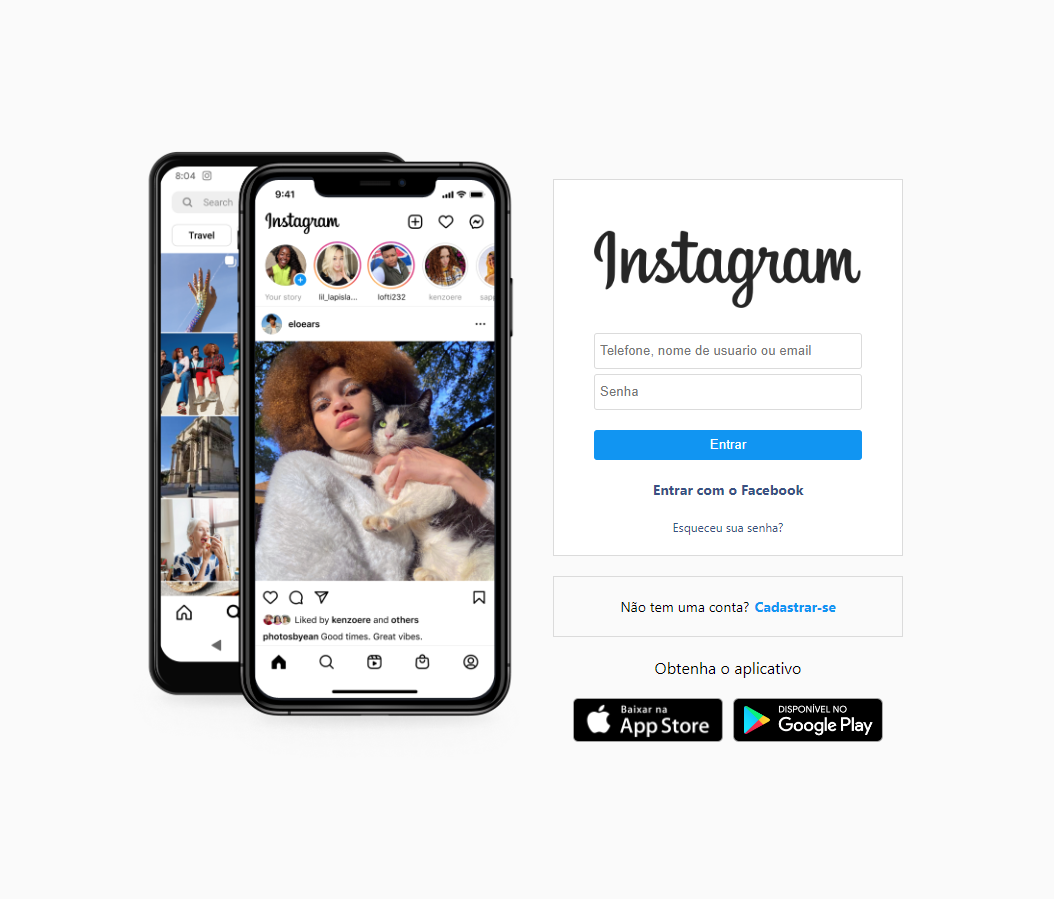 8:04
Search
Travel
9:41
Instagram
Your story
lil_lapisla...
lofti232
kenzoere
eloears
Liked by kenzoere and others
photosbyean Good times. Great vibes.
Instagram
Telefone, nome de usuario ou email
Senha
Entrar
Entrar com o Facebook
Esqueceu sua senha?
Não tem uma conta? Cadastrar-se
Obtenha o aplicativo
Baixar na
App Store
DISPONÍVEL NO
Google Play